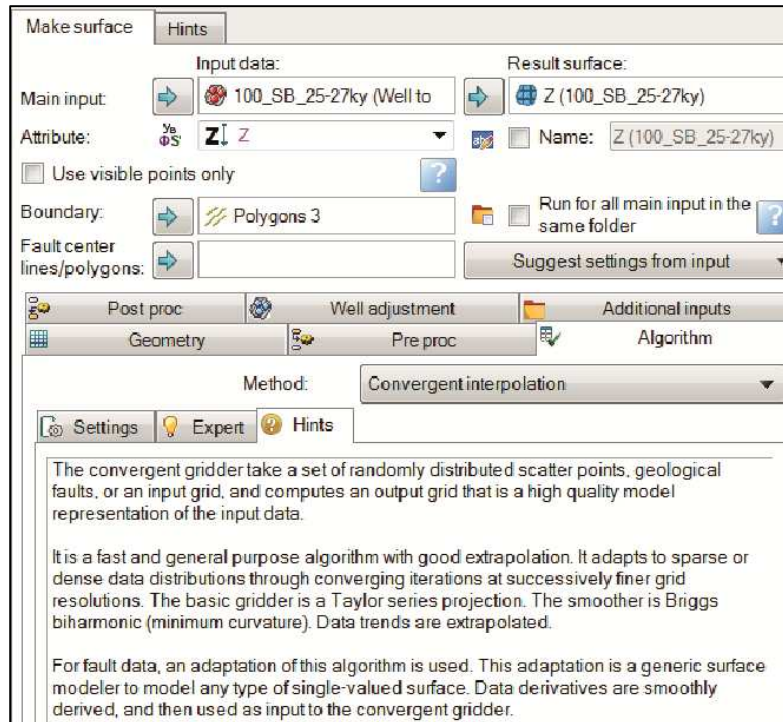 Make surface Hints
Input data: Result surface:
Main input: 100_SB_25-27ky (Well to Z (100_SB_25-27ky)
Attribute: Z Z Name: Z (100_SB_25-27ky)
Use visible points only ?
Boundary: Polygons 3 Run for all main input in the same folder ?
Fault center lines/polygons: Suggest settings from input
Post proc Well adjustment Additional inputs
Geometry Pre proc Algorithm
Method: Convergent interpolation
Settings Expert Hints
The convergent gridder take a set of randomly distributed scatter points, geological
faults, or an input grid, and computes an output grid that is a high quality model
representation of the input data.
It is a fast and general purpose algorithm with good extrapolation. It adapts to sparse or
dense data distributions through converging iterations at successively finer grid
resolutions. The basic gridder is a Taylor series projection. The smoother is Briggs
biharmonic (minimum curvature). Data trends are extrapolated.
For fault data, an adaptation of this algorithm is used. This adaptation is a generic surface
modeler to model any type of single-valued surface. Data derivatives are smoothly
derived, and then used as input to the convergent gridder.